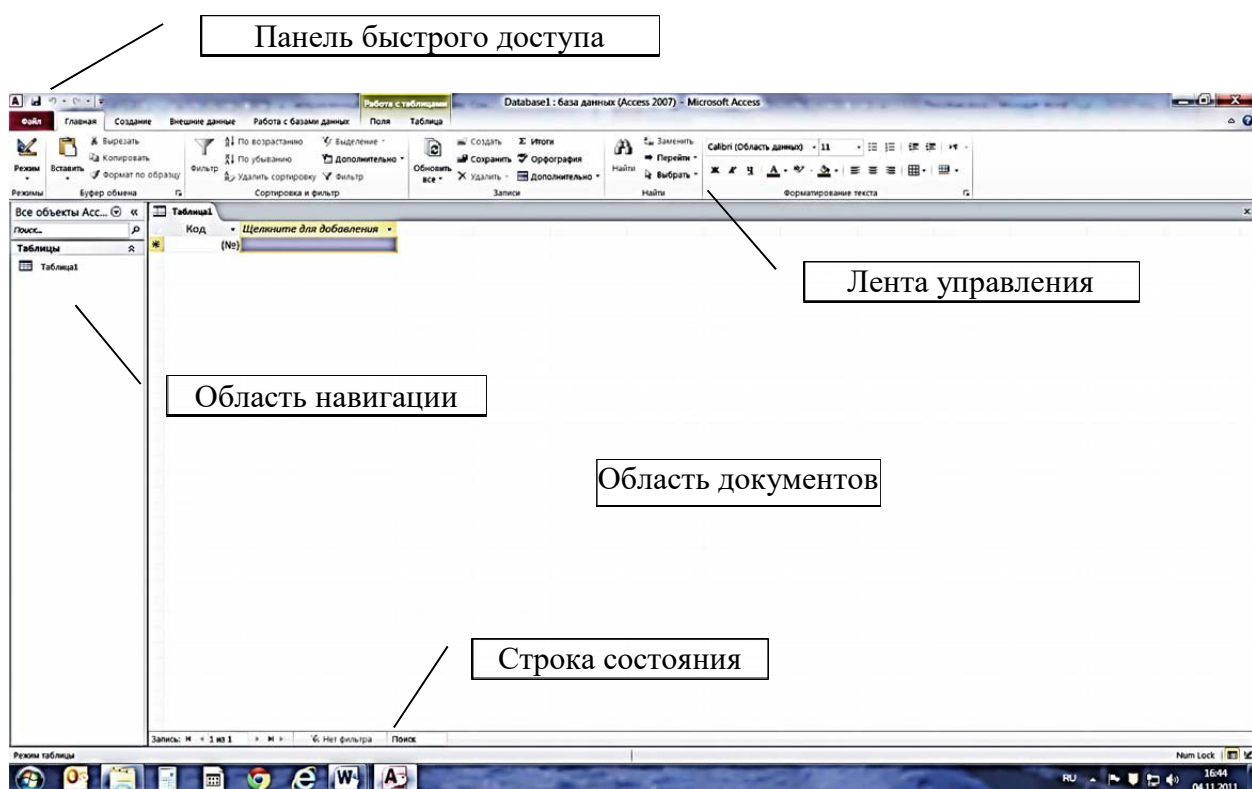 Панель быстрого доступа
Работа с таблицами
Database1 : база данных (Access 2007) - Microsoft Access
Файл Главная Создание Внешние данные Работа с базами данных Поля Таблица
Режим
Вставить
Вырезать
Копировать
Формат по образцу
Фильтр
По возрастанию
По убыванию
Удалить сортировку
Выделение
Дополнительно
Фильтр
Обновить все
Создать
Сохранить
Удалить
Итоги
Орфография
Дополнительно
Найти
Заменить
Перейти
Выбрать
Calibri (Область данных) 11
Ж К Ч А
Режимы Буфер обмена Сортировка и фильтр Записи Найти Форматирование текста
Все объекты Acc...
Поиск...
Таблицы
Таблица1
Таблица1
Код Щелкните для добавления
(№)
Лента управления
Область навигации
Область документов
Строка состояния
Запись: 1 из 1 Нет фильтра Поиск
Режим таблицы Num Lock
RU 16:44
04.11.2011